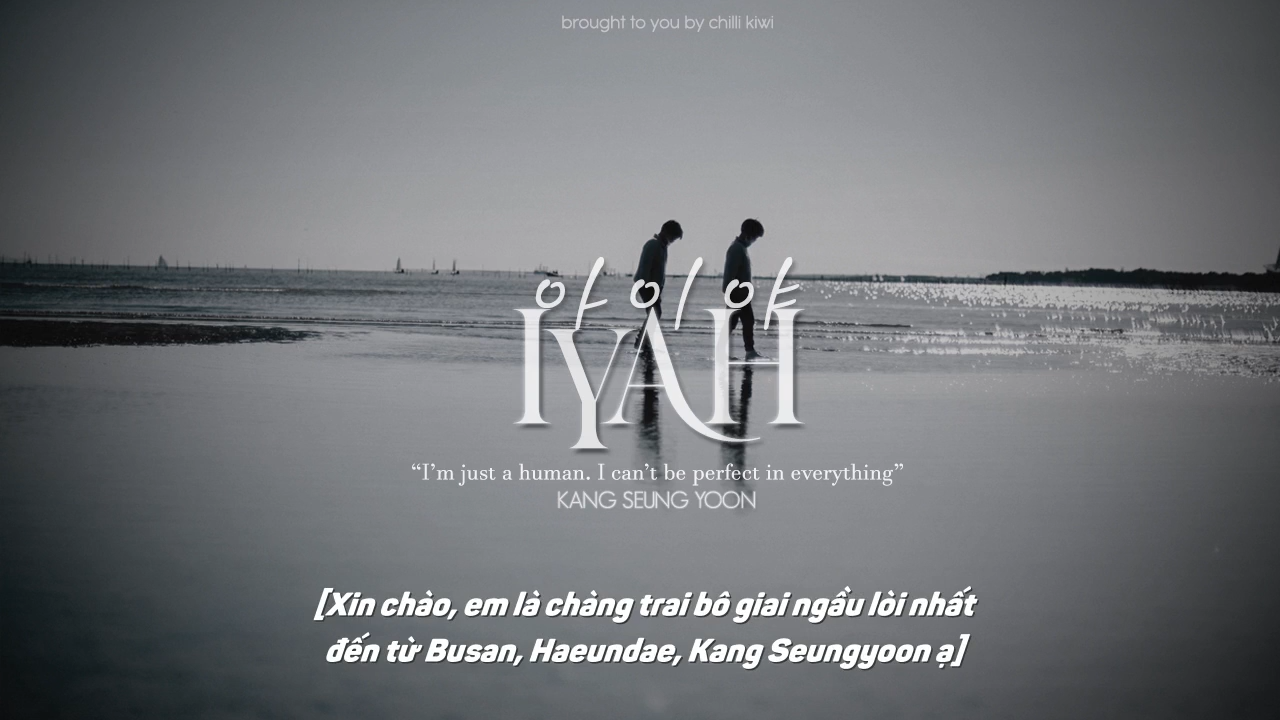 brought to you by chilli kiwi
아이야
IYAH
“I’m just a human. I can’t be perfect in everything”
KANG SEUNG YOON
[Xin chào, em là chàng trai bô giai ngầu lòi nhất
đến từ Busan, Haeundae, Kang Seungyoon ạ]